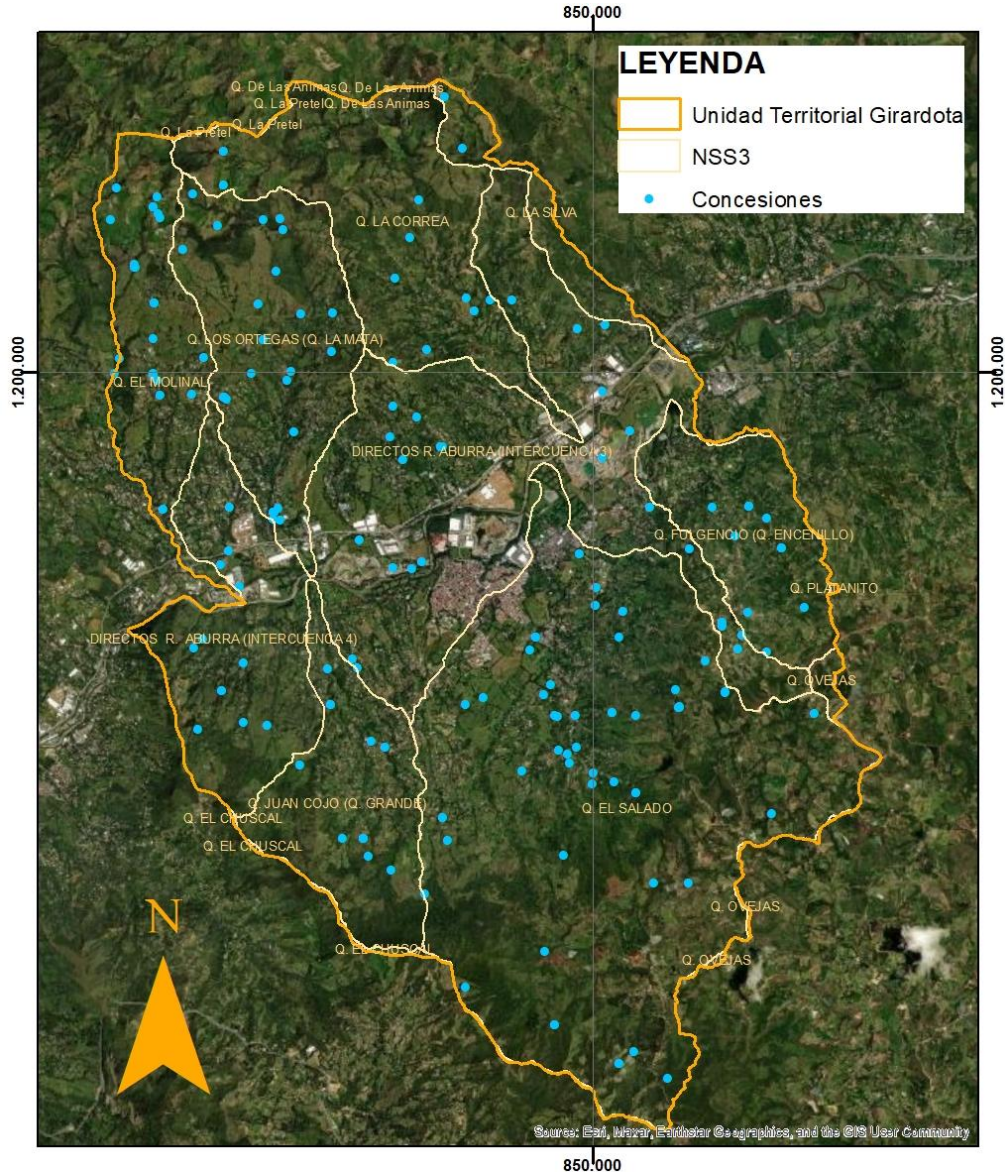 850.000
LEYENDA
Unidad Territorial Girardota
NSS3
Concesiones
Q. De Las Animas
Q. De Las Animas
Q. La Pretel
Q. De Las Animas
Q. La Pretel
Q. La Pretel
Q. LA CORREA
Q. LA SILVA
Q. LOS ORTEGAS (Q. LA MATA)
1.200.000
1.200.000
Q. EL MOLINAL
DIRECTOS R. ABURRA (INTERCUENCA 3)
Q. FULGENCIO (Q. ENCENILLO)
Q. PLATANITO
DIRECTOS R. ABURRA (INTERCUENCA 4)
Q. OVEJAS
Q. JUAN COJO (Q. GRANDE)
Q. EL SALADO
Q. EL CHUSCAL
Q. EL CHUSCAL
Q. OVEJAS
N
Q. EL CHUSCAL
Q. OVEJAS
Source: Esri, Maxar, Earthstar Geographics, and the GIS User Community
850.000